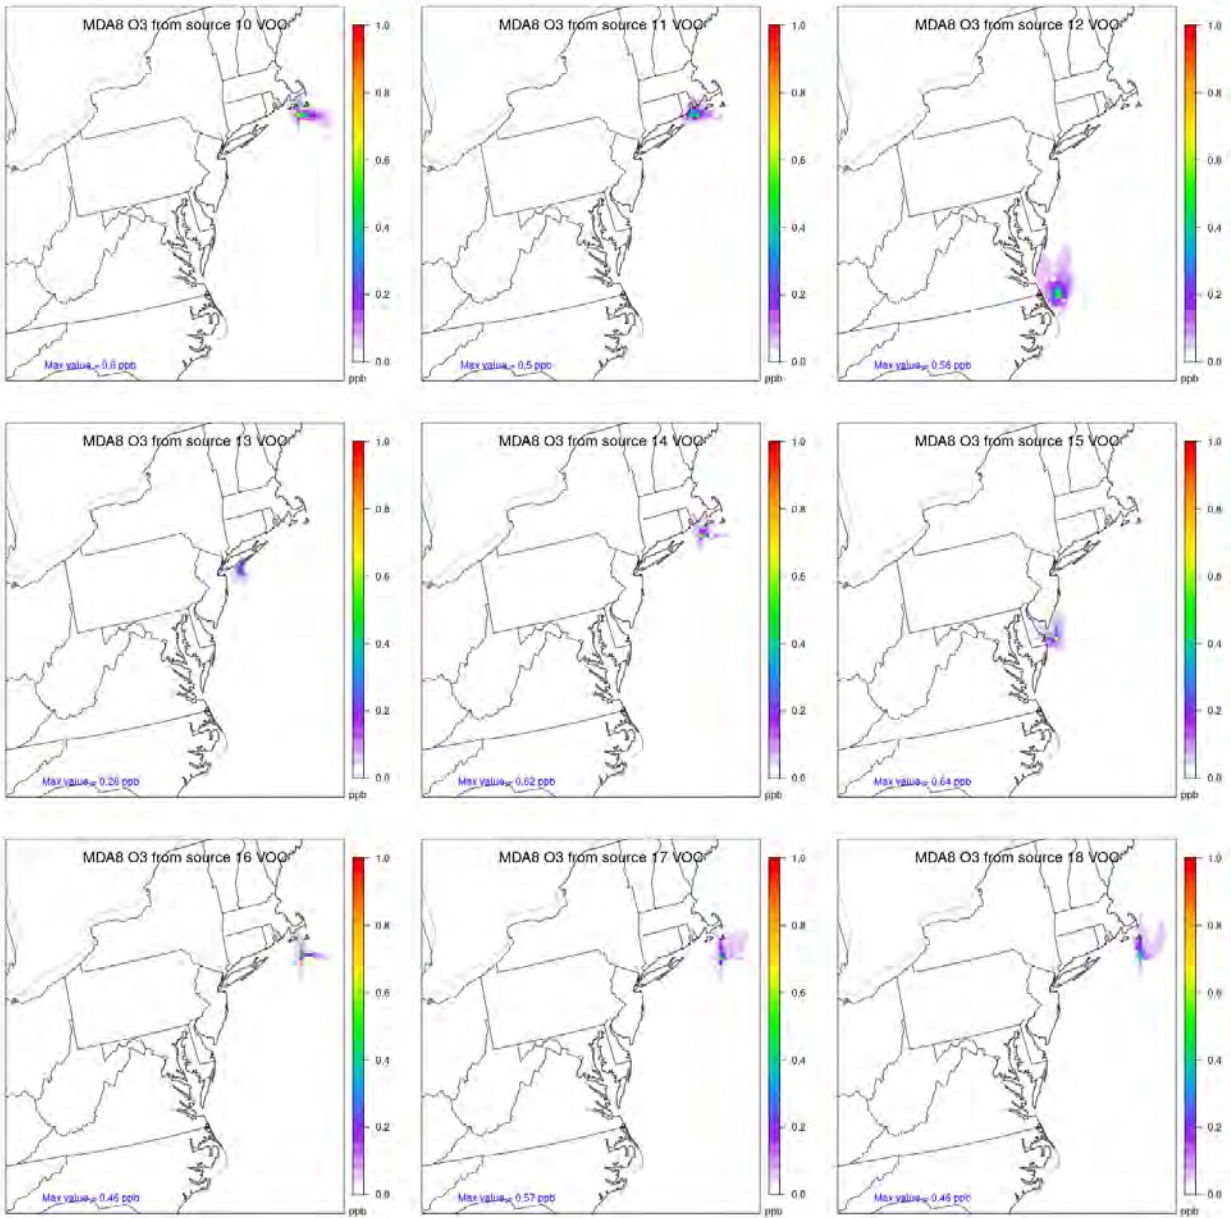 MDA8 O3 from source 10 VOC
1.0
0.8
0.6
0.4
0.2
0.0
Max value = 0.6 ppb
ppb
MDA8 O3 from source 11 VOC
1.0
0.8
0.6
0.4
0.2
0.0
Max value = 0.5 ppb
ppb
MDA8 O3 from source 12 VOC
1.0
0.8
0.6
0.4
0.2
0.0
Max value = 0.56 ppb
ppb
MDA8 O3 from source 13 VOC
1.0
0.8
0.6
0.4
0.2
0.0
Max value = 0.26 ppb
ppb
MDA8 O3 from source 14 VOC
1.0
0.8
0.6
0.4
0.2
0.0
Max value = 0.62 ppb
ppb
MDA8 O3 from source 15 VOC
1.0
0.8
0.6
0.4
0.2
0.0
Max value = 0.64 ppb
ppb
MDA8 O3 from source 16 VOC
1.0
0.8
0.6
0.4
0.2
0.0
Max value = 0.46 ppb
ppb
MDA8 O3 from source 17 VOC
1.0
0.8
0.6
0.4
0.2
0.0
Max value = 0.57 ppb
ppb
MDA8 O3 from source 18 VOC
1.0
0.8
0.6
0.4
0.2
0.0
Max value = 0.46 ppb
ppb